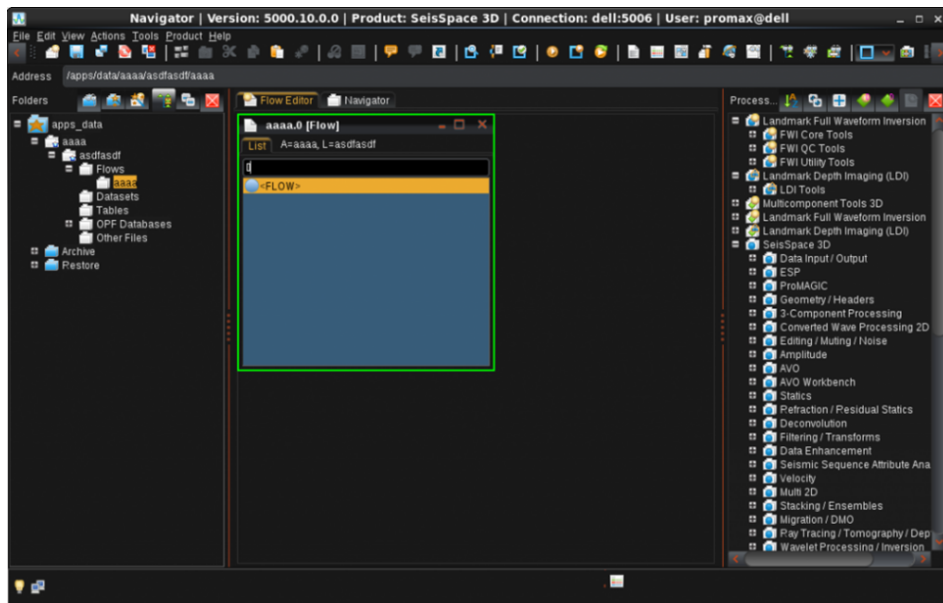 Navigator | Version: 5000.10.0.0 | Product: SeisSpace 3D | Connection: dell:5006 | User: promax@dell
File Edit View Actions Tools Product Help
Address /apps/data/aaaa/asdfasdf/aaaa
Folders
Flow Editor Navigator
Process...
apps_data
aaaa
asdfasdf
Flows
aaaa
Datasets
Tables
OPF Databases
Other Files
Archive
Restore
aaaa.0 [Flow]
List A=aaaa, L=asdfasdf
<FLOW>
Landmark Full Waveform Inversion
FWI Core Tools
FWI QC Tools
FWI Utility Tools
Landmark Depth Imaging (LDI)
LDI Tools
Multicomponent Tools 3D
Landmark Full Waveform Inversion
Landmark Depth Imaging (LDI)
SeisSpace 3D
Data Input / Output
ESP
ProMAGIC
Geometry / Headers
3-Component Processing
Converted Wave Processing 2D
Editing / Muting / Noise
Amplitude
AVO
AVO Workbench
Statics
Refraction / Residual Statics
Deconvolution
Filtering / Transforms
Data Enhancement
Seismic Sequence Attribute Ana
Velocity
Multi 2D
Stacking / Ensembles
Migration / DMO
Ray Tracing / Tomography / Dep
Wavelet Processing / Inversion